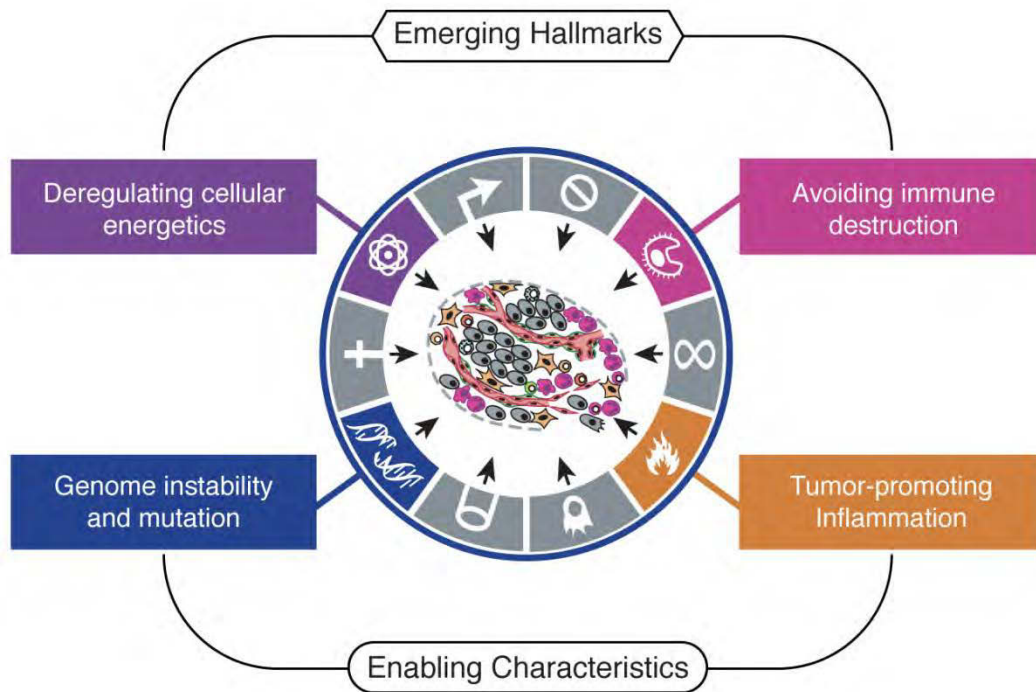 Emerging Hallmarks
Deregulating cellular
energetics
Avoiding immune
destruction
Genome instability
and mutation
Tumor-promoting
Inflammation
Enabling Characteristics